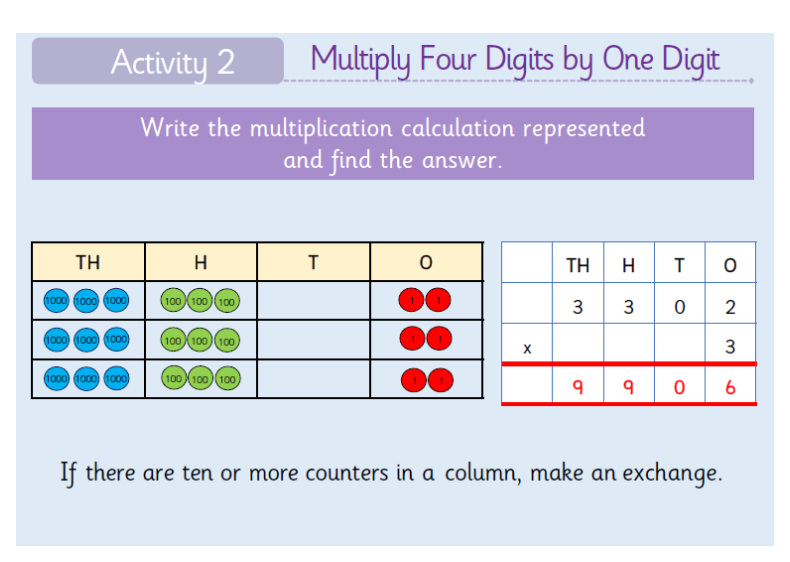 Activity 2
Multiply Four Digits by One Digit
Write the multiplication calculation represented
and find the answer.
TH H T O
1000 1000 1000 100 100 100 1 1
1000 1000 1000 100 100 100 1 1
1000 1000 1000 100 100 100 1 1
TH H T O
3 3 0 2
x 3
9 9 0 6
If there are ten or more counters in a column, make an exchange.